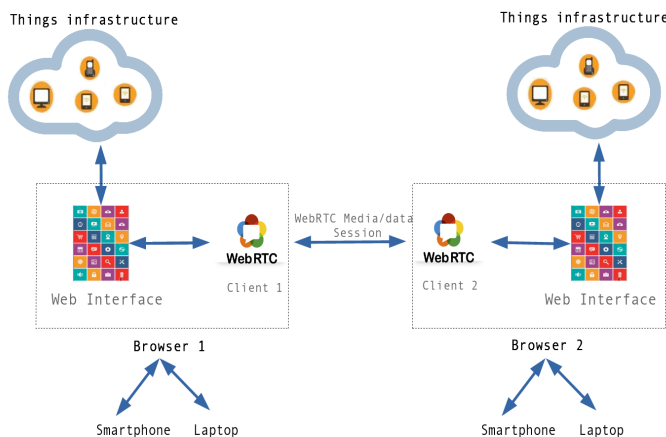 Things infrastructure
Things infrastructure
WebRTC Media/data
Session
WebRTC
WebRTC
Client 1
Client 2
Web Interface
Web Interface
Browser 1
Browser 2
Smartphone
Laptop
Smartphone
Laptop